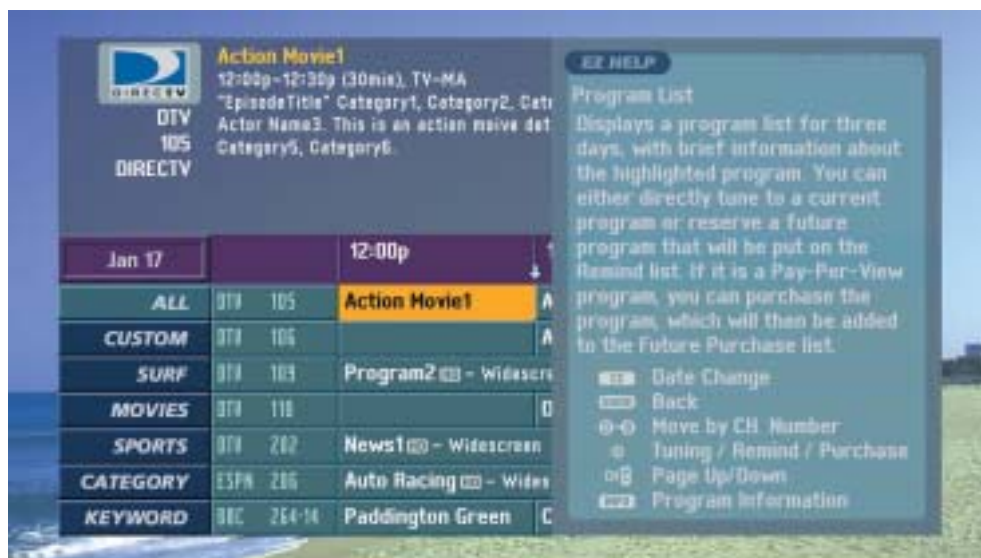 DIRECTV
DTV
105
DIRECTV
Action Movie1
12:00p-12:30p (30min), TV-MA
"EpisodeTitle" Category1, Category2, Cate
Actor Name3. This is an action moive det
Category5, Category6.
Jan 17
12:00p
ALL DTV 105 Action Movie1 A
CUSTOM DTV 106 A
SURF DTV 109 Program2 - Widescre
MOVIES DTV 110 D
SPORTS DTV 202 News1 - Widescreen
CATEGORY ESPN 206 Auto Racing - Wides
KEYWORD BBC 264-14 Paddington Green C
EZ HELP
Program List
Displays a program list for three
days, with brief information about
the highlighted program. You can
either directly tune to a current
program or reserve a future
program that will be put on the
Remind list. If it is a Pay-Per-View
program, you can purchase the
program, which will then be added
to the Future Purchase list.
Date Change
Back
0-9 Move by CH. Number
Tuning / Remind / Purchase
Page Up/Down
INFO Program Information